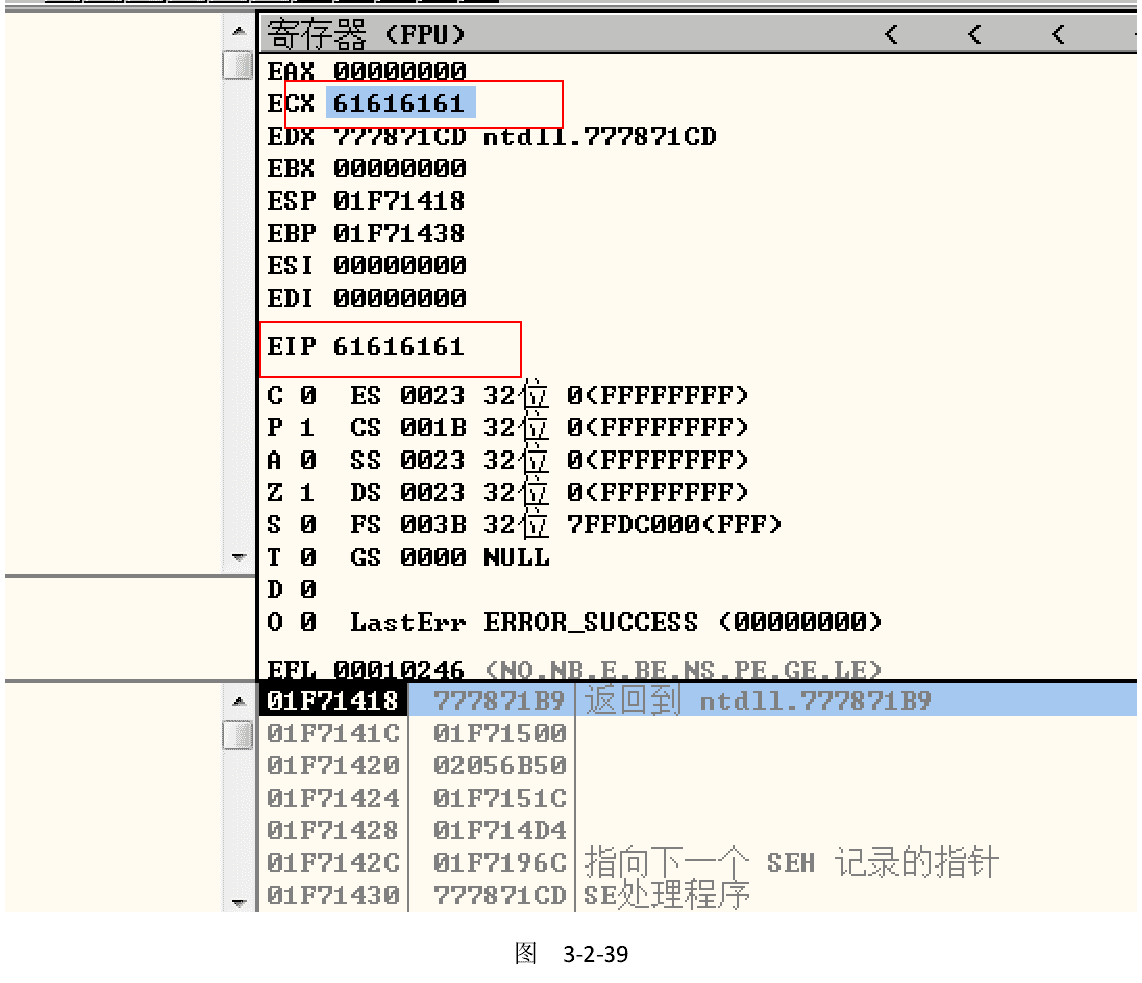 寄存器 (FPU) < < <
EAX 00000000
ECX 61616161
EDX 777871CD ntdll.777871CD
EBX 00000000
ESP 01F71418
EBP 01F71438
ESI 00000000
EDI 00000000
EIP 61616161
C 0 ES 0023 32位 0(FFFFFFFF)
P 1 CS 001B 32位 0(FFFFFFFF)
A 0 SS 0023 32位 0(FFFFFFFF)
Z 1 DS 0023 32位 0(FFFFFFFF)
S 0 FS 003B 32位 7FFDC000(FFF)
T 0 GS 0000 NULL
D 0
O 0 LastErr ERROR_SUCCESS (00000000)
EFL 00010246 (NO,NB,E,BE,NS,PE,GE,LE)
01F71418 777871B9 返回到 ntdll.777871B9
01F7141C 01F71500
01F71420 02056B50
01F71424 01F7151C
01F71428 01F714D4
01F7142C 01F7196C 指向下一个 SEH 记录的指针
01F71430 777871CD SE处理程序
图 3-2-39